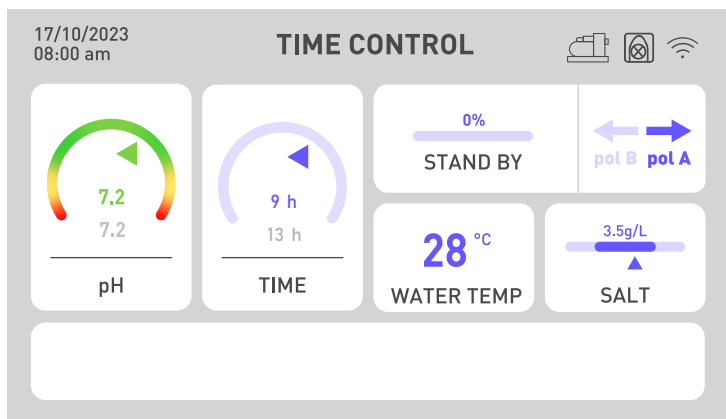 17/10/2023
08:00 am
TIME CONTROL
7.2
7.2
pH
9 h
13 h
TIME
0%
STAND BY
pol B pol A
28 °C
WATER TEMP
3.5g/L
SALT